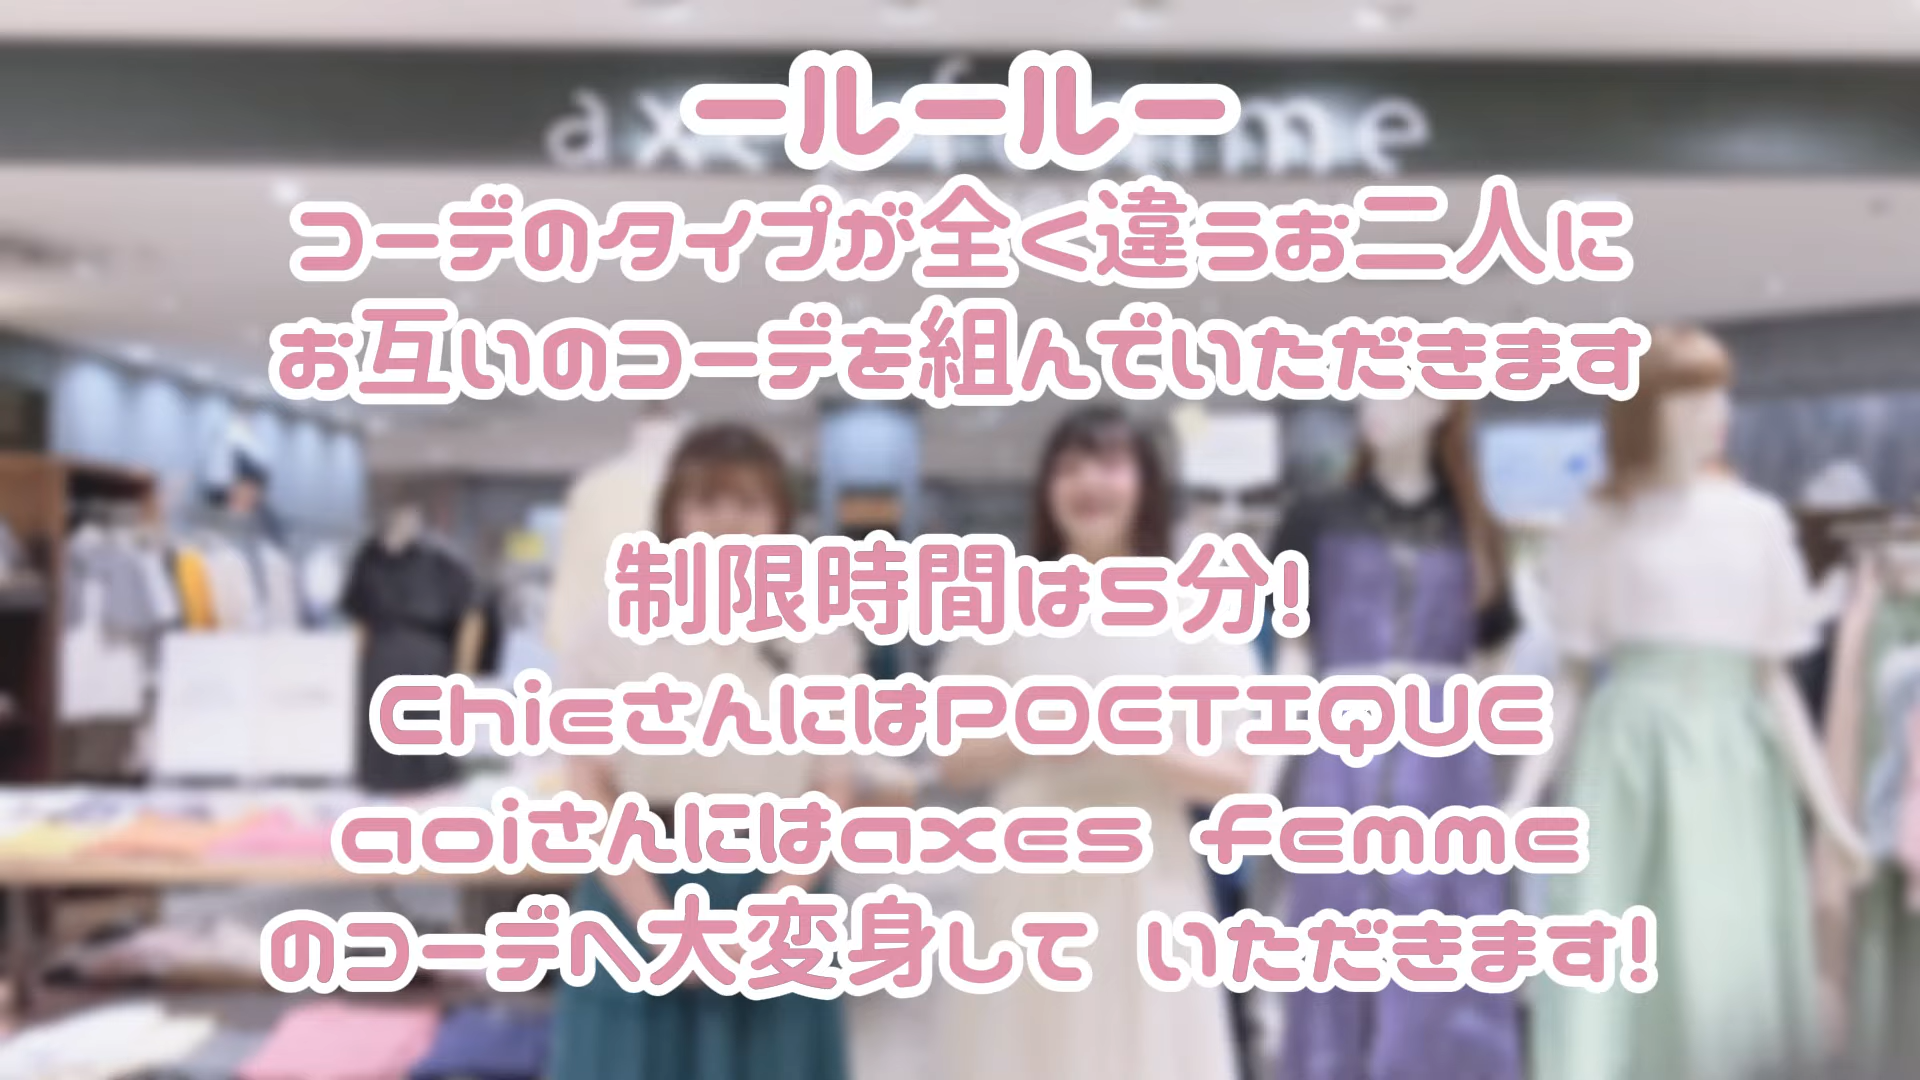 ールールー
コーデのタイプが全く違うお二人に
お互いのコーデを組んでいただきます
制限時間は5分!
ChieさんにはPOETIQUE
aoiさんにはaxes femme
のコーデへ大変身して いただきます!